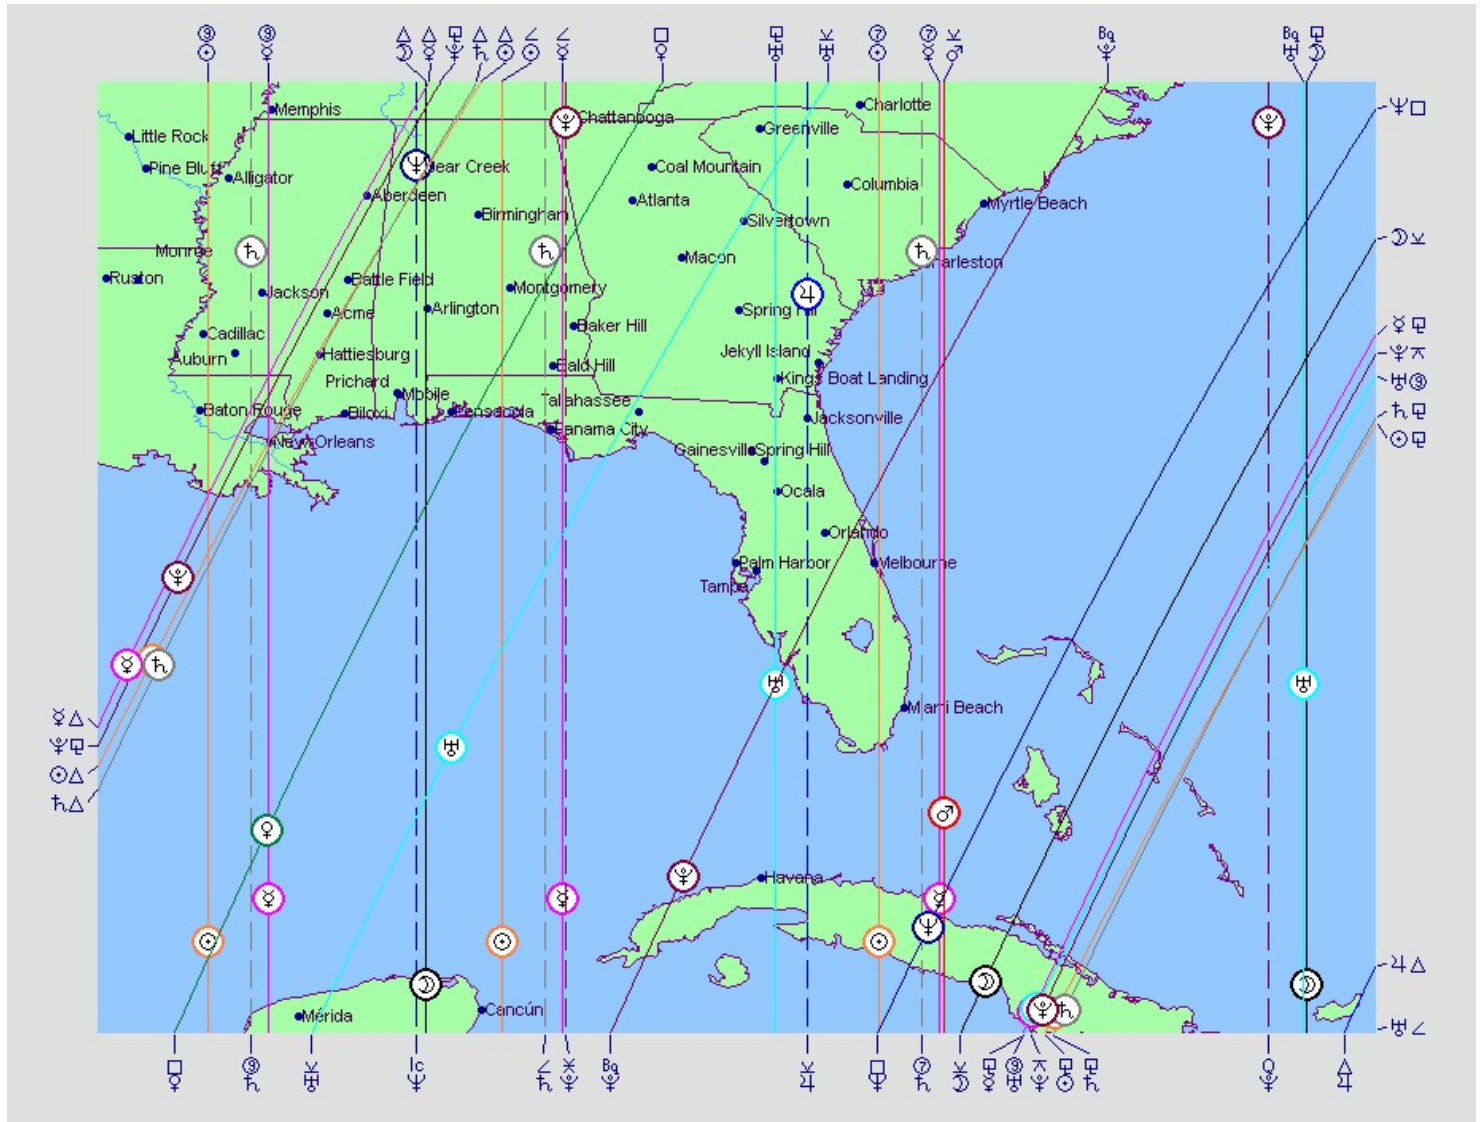 Memphis
Charlotte
Chattanooga
Little Rock
Greenville
Pine Bluff
Bear Creek
Coal Mountain
Alligator
Columbia
Aberdeen
Atlanta
Myrtle Beach
Birmingham
Silvertown
Monroe
Macon
Charleston
Ruston
Battle Field
Jackson
Montgomery
Acme
Arlington
Spring Hill
Baker Hill
Cadillac
Jekyll Island
Auburn
Hattiesburg
Bald Hill
Prichard
Kings Boat Landing
Mobile
Tallahassee
Baton Rouge
Biloxi
Pensacola
Jacksonville
Panama City
New Orleans
Gainesville
Spring Hill
Ocala
Orlando
Palm Harbor
Melbourne
Tampa
Miami Beach
Havana
Mérida
Cancún
Bq
Bq
Ic
Bq